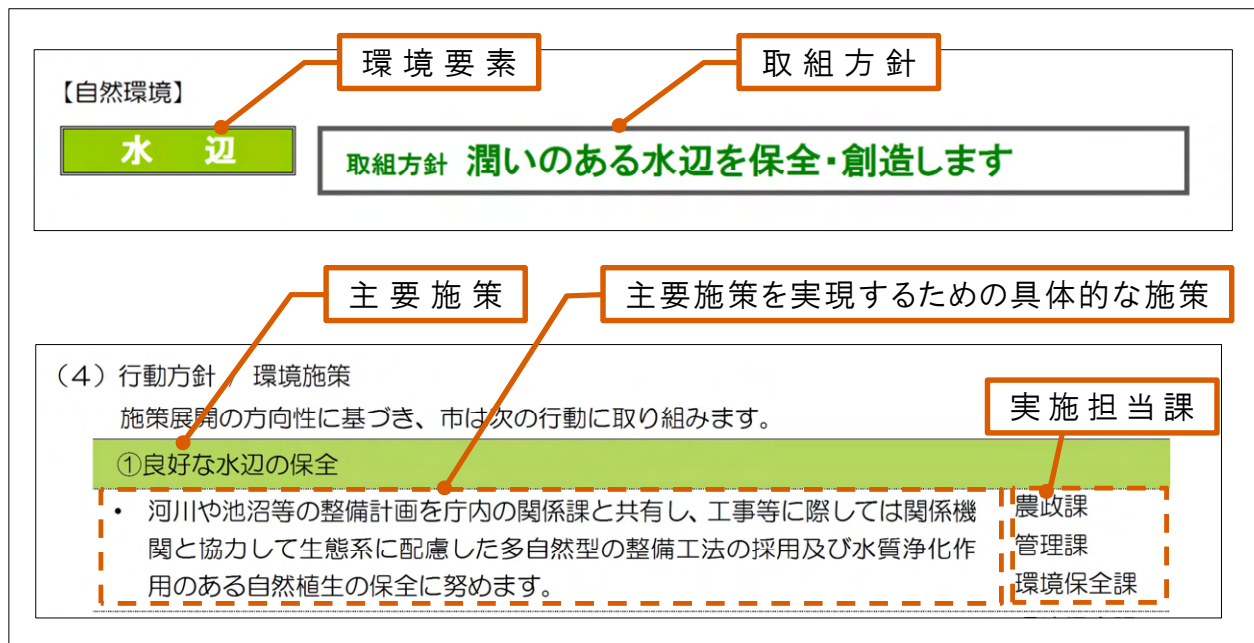 環境要素
取組方針
【自然環境】
水 辺
取組方針 潤いのある水辺を保全・創造します
主要施策
主要施策を実現するための具体的な施策
(4)行動方針 / 環境施策
施策展開の方向性に基づき、市は次の行動に取り組みます。
実施担当課
①良好な水辺の保全
・ 河川や池沼等の整備計画を庁内の関係課と共有し、工事等に際しては関係機
関と協力して生態系に配慮した多自然型の整備工法の採用及び水質浄化作
用のある自然植生の保全に努めます。
農政課
管理課
環境保全課